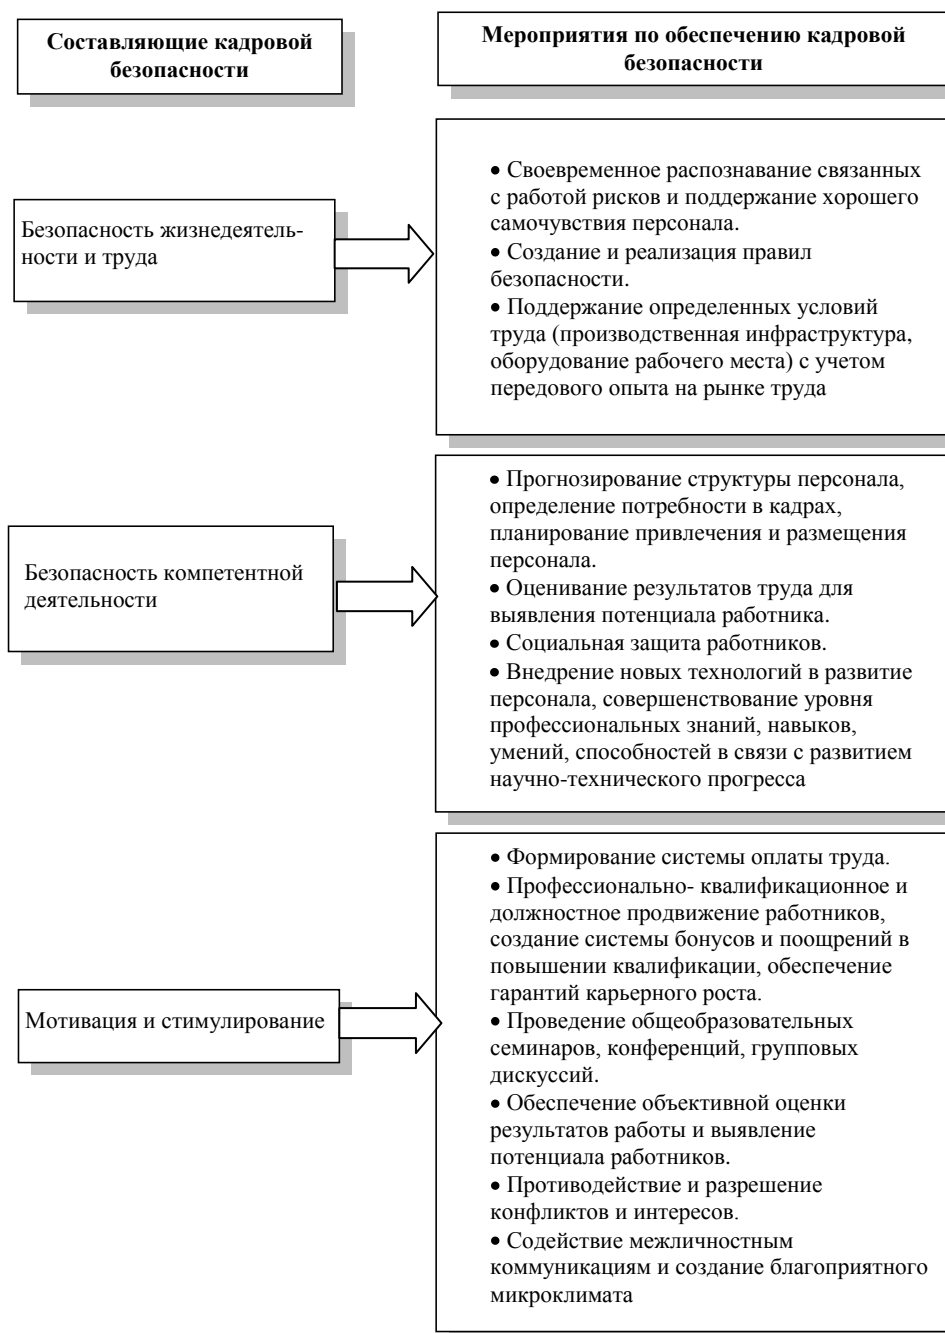 Составляющие кадровой
безопасности
Мероприятия по обеспечению кадровой
безопасности
Безопасность жизнедеятель-
ности и труда
• Своевременное распознавание связанных
с работой рисков и поддержание хорошего
самочувствия персонала.
• Создание и реализация правил
безопасности.
• Поддержание определенных условий
труда (производственная инфраструктура,
оборудование рабочего места) с учетом
передового опыта на рынке труда
Безопасность компетентной
деятельности
• Прогнозирование структуры персонала,
определение потребности в кадрах,
планирование привлечения и размещения
персонала.
• Оценивание результатов труда для
выявления потенциала работника.
• Социальная защита работников.
• Внедрение новых технологий в развитие
персонала, совершенствование уровня
профессиональных знаний, навыков,
умений, способностей в связи с развитием
научно-технического прогресса
Мотивация и стимулирование
• Формирование системы оплаты труда.
• Профессионально- квалификационное и
должностное продвижение работников,
создание системы бонусов и поощрений в
повышении квалификации, обеспечение
гарантий карьерного роста.
• Проведение общеобразовательных
семинаров, конференций, групповых
дискуссий.
• Обеспечение объективной оценки
результатов работы и выявление
потенциала работников.
• Противодействие и разрешение
конфликтов и интересов.
• Содействие межличностным
коммуникациям и создание благоприятного
микроклимата